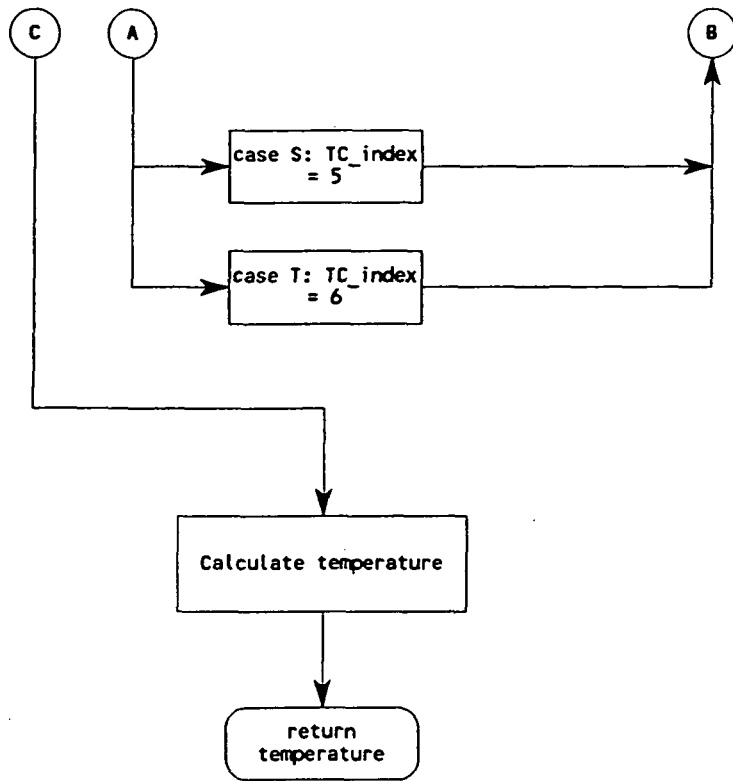 C
A
B
case S: TC_index
= 5
case T: TC_index
= 6
Calculate temperature
return
temperature